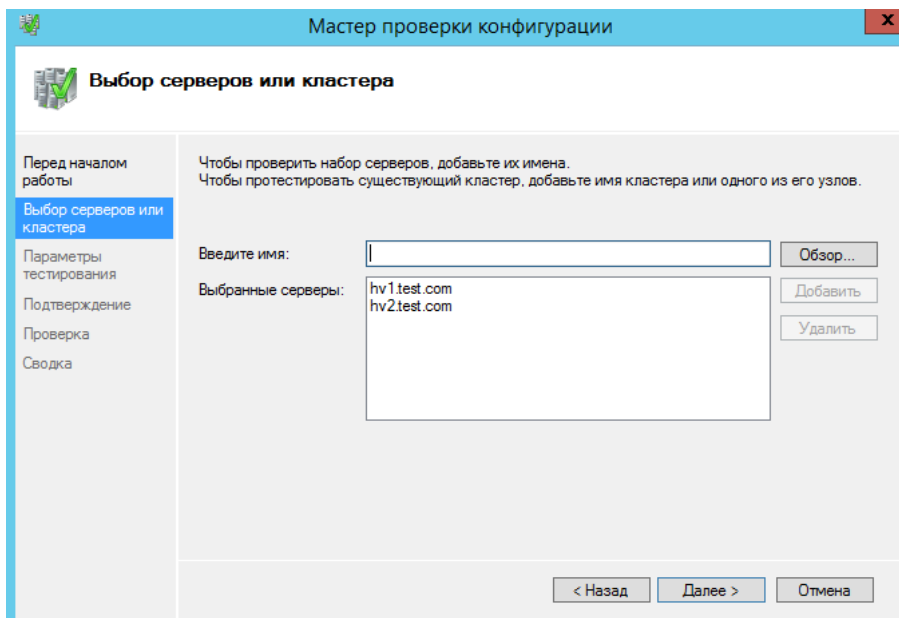 Мастер проверки конфигурации
x
Выбор серверов или кластера
Перед началом
работы
Выбор серверов или
кластера
Параметры
тестирования
Подтверждение
Проверка
Сводка
Чтобы проверить набор серверов, добавьте их имена.
Чтобы протестировать существующий кластер, добавьте имя кластера или одного из его узлов.
Введите имя:
Обзор...
Выбранные серверы:
hv1.test.com
hv2.test.com
Добавить
Удалить
< Назад
Далее >
Отмена